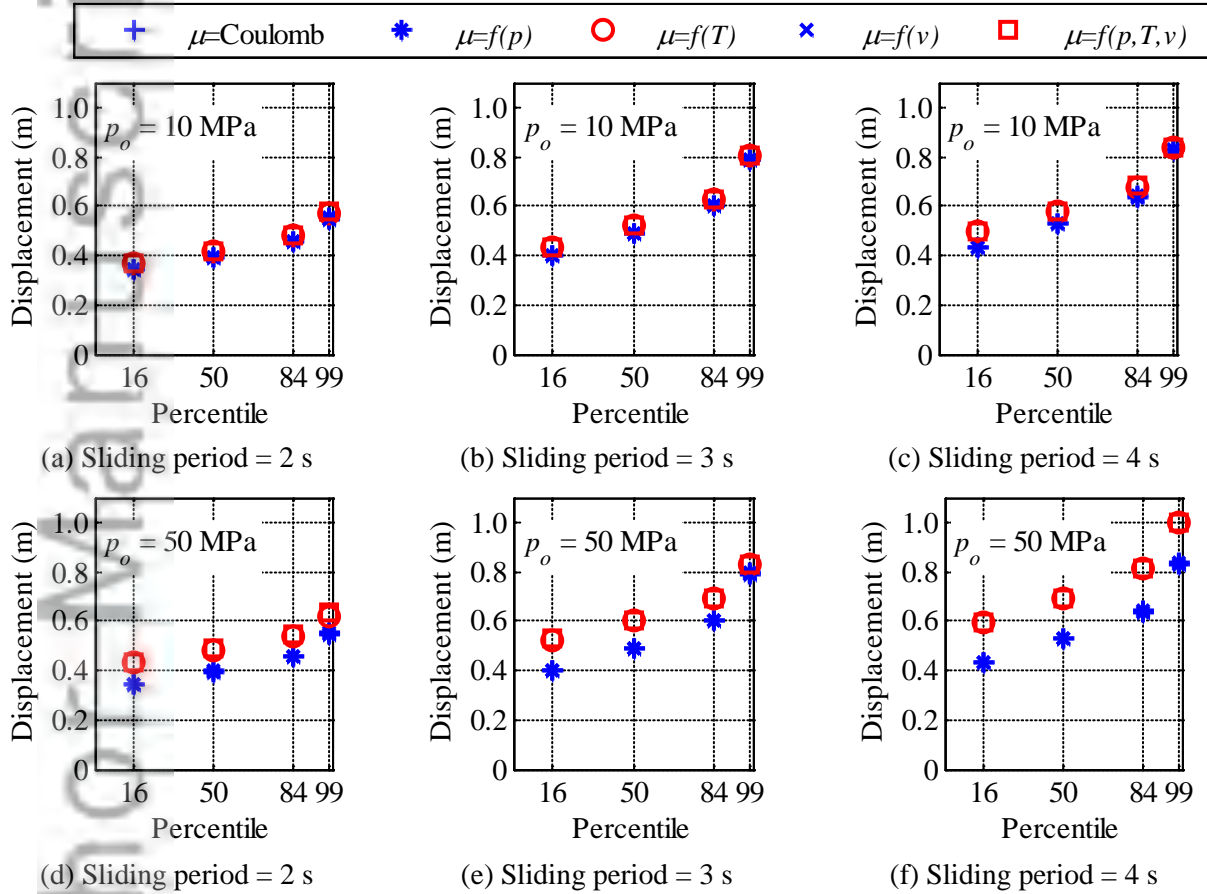 μ=Coulomb μ=f(p) μ=f(T) μ=f(v) μ=f(p,T,v)
1.0
0.8
0.6
0.4
0.2
0
Displacement (m)
p_o = 10 MPa
16 50 84 99
Percentile
(a) Sliding period = 2 s
1.0
0.8
0.6
0.4
0.2
0
Displacement (m)
p_o = 10 MPa
16 50 84 99
Percentile
(b) Sliding period = 3 s
1.0
0.8
0.6
0.4
0.2
0
Displacement (m)
p_o = 10 MPa
16 50 84 99
Percentile
(c) Sliding period = 4 s
1.0
0.8
0.6
0.4
0.2
0
Displacement (m)
p_o = 50 MPa
16 50 84 99
Percentile
(d) Sliding period = 2 s
1.0
0.8
0.6
0.4
0.2
0
Displacement (m)
p_o = 50 MPa
16 50 84 99
Percentile
(e) Sliding period = 3 s
1.0
0.8
0.6
0.4
0.2
0
Displacement (m)
p_o = 50 MPa
16 50 84 99
Percentile
(f) Sliding period = 4 s